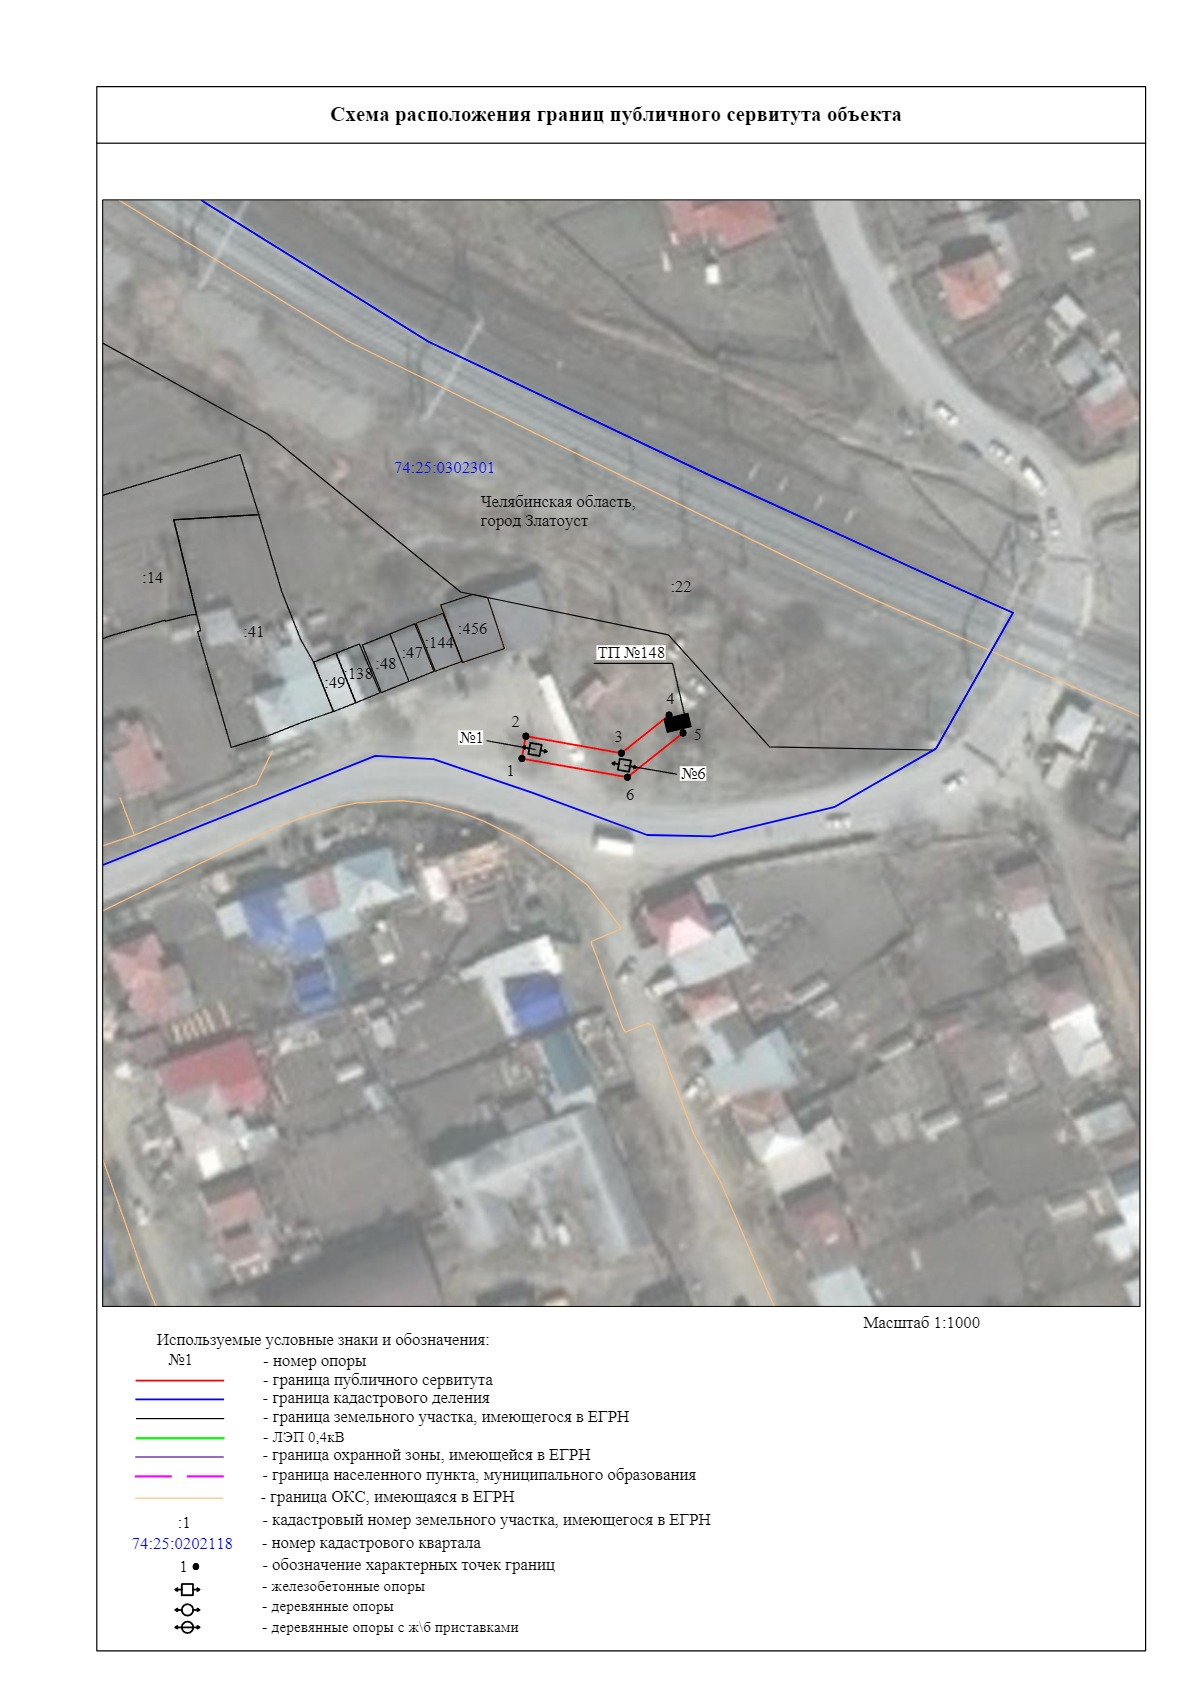 Схема расположения границ публичного сервитута объекта
74:25:0302301
Челябинская область,
город Златоуст
:14
:22
:41
:456
:144
:47
:48
:138
:49
ТП №148
4
2
3
5
№1
1
№6
6
Масштаб 1:1000
Используемые условные знаки и обозначения:
№1 - номер опоры
- граница публичного сервитута
- граница кадастрового деления
- граница земельного участка, имеющегося в ЕГРН
- ЛЭП 0,4кВ
- граница охранной зоны, имеющейся в ЕГРН
- граница населенного пункта, муниципального образования
- граница ОКС, имеющаяся в ЕГРН
:1 - кадастровый номер земельного участка, имеющегося в ЕГРН
74:25:0202118 - номер кадастрового квартала
1 - обозначение характерных точек границ
- железобетонные опоры
- деревянные опоры
- деревянные опоры с ж\б приставками